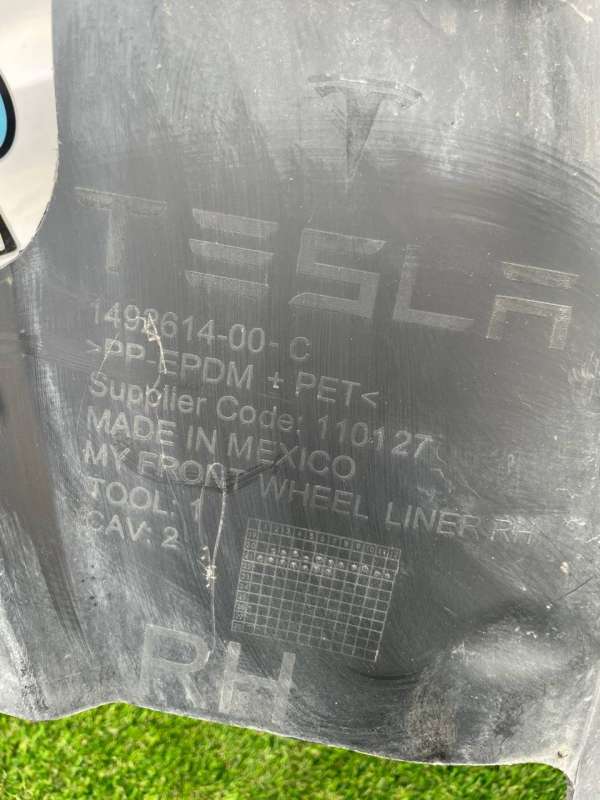 TESLA
1498614-00-C
>PP-EPDM + PET<
Supplier Code: 110127
MADE IN MEXICO
MY FRONT WHEEL LINER RH
TOOL: 1
CAV: 2
RH